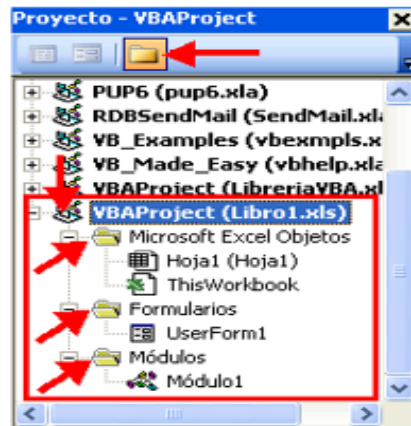 Proyecto - VBAProject
PUP6 (pup6.xla)
RDBSendMail (SendMail.xla
VB_Examples (vbexmpls.x
VB_Made_Easy (vbhelp.xla
VBAProject (LibreriaVBA.xl
VBAProject (Libro1.xls)
Microsoft Excel Objetos
Hoja1 (Hoja1)
ThisWorkbook
Formularios
UserForm1
Módulos
Módulo1